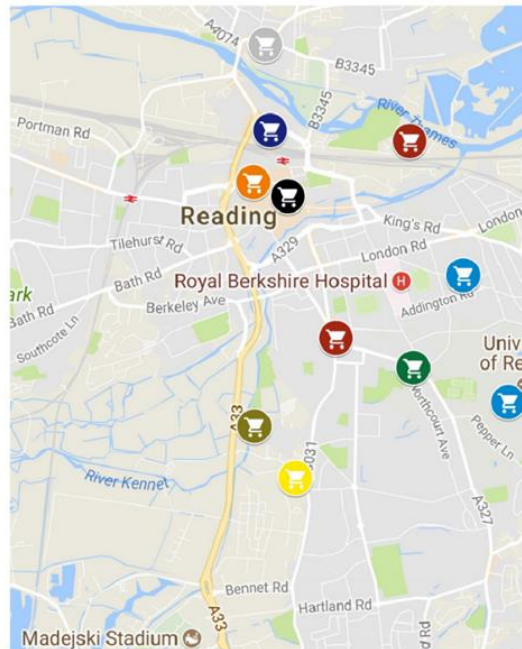 A4074
B3345
B3345
River Thames
Portman Rd
Reading
King's Rd
London
Tilehurst Rd
A329
London Rd
Bath Rd
Royal Berkshire Hospital H
ark
Berkeley Ave
Addington Rd
Bath Rd
Southcote Ln
Univ
of Re
Northcourt Ave
A33
Pepper Ln
River Kennet
A327
Bennet Rd
Hartland Rd
A33
Madejski Stadium